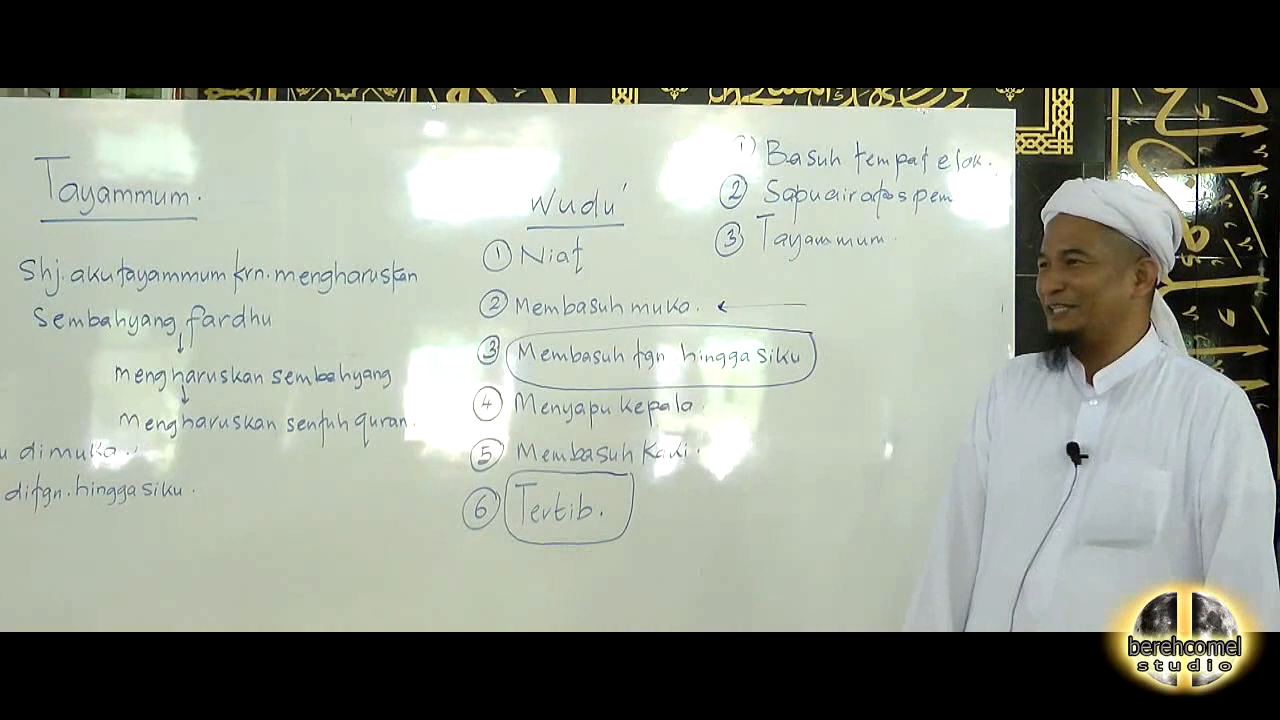 Tayammum.
Shj. aku tayammum krn. mengharuskan
Sembahyang fardhu
mengharuskan sembahyang
mengharuskan sentuh quran.
u dimuka.
ditgn. hingga siku.
Wudu'
1 Niat
2 Membasuh muka.
3 Membasuh tgn hingga siku
4 Menyapu kepala.
5 Membasuh kaki.
6 Tertib.
1) Basuh tempat elok.
2 Sapu air atas pem
3 Tayammum.
berehcomel
studio